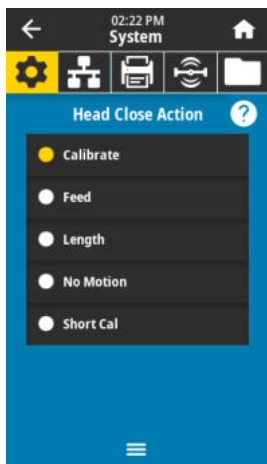 02:22 PM
System
Head Close Action
?
Calibrate
Feed
Length
No Motion
Short Cal